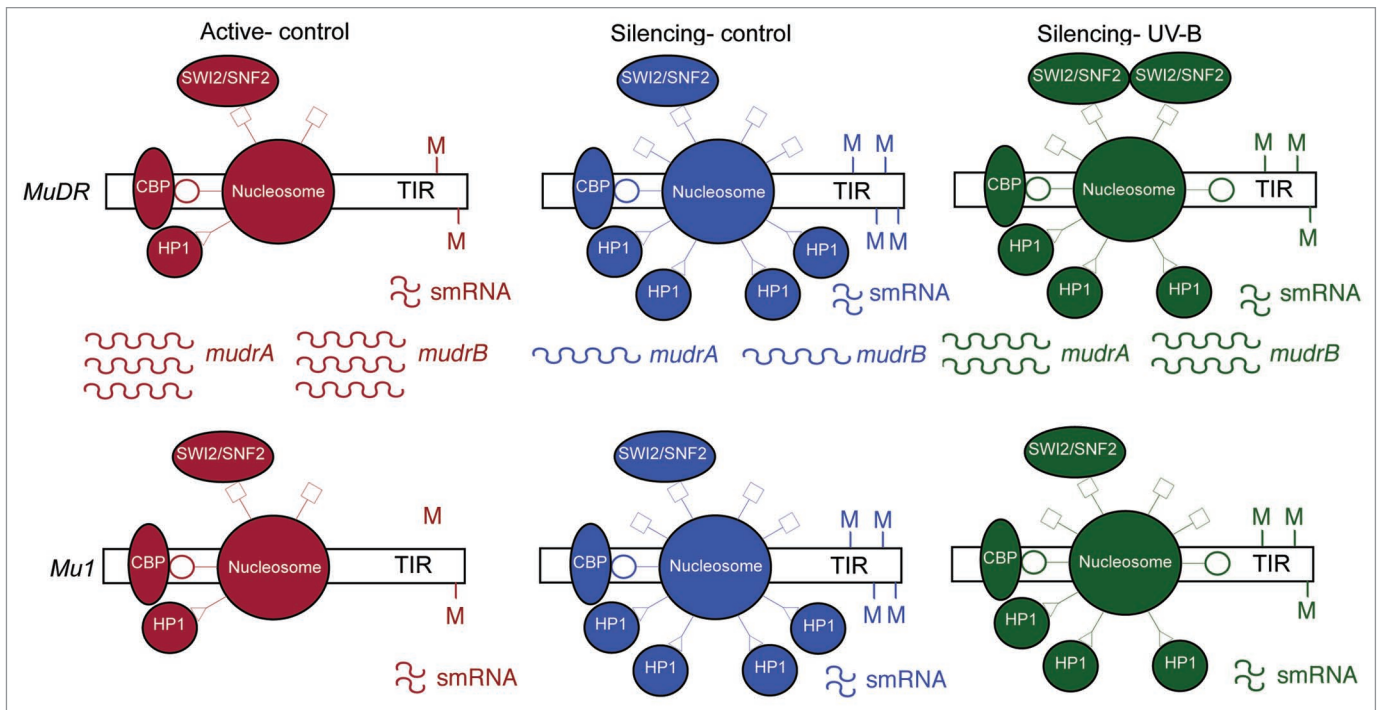 Active- control
Silencing- control
Silencing- UV-B
SWI2/SNF2
SWI2/SNF2
SWI2/SNF2 SWI2/SNF2
MuDR
CBP
Nucleosome
TIR
M
M
HP1
smRNA
CBP
Nucleosome
TIR
M M
M M
HP1
HP1
HP1
HP1
smRNA
CBP
Nucleosome
TIR
M M
M
HP1
HP1
HP1
smRNA
mudrA
mudrB
mudrA
mudrB
mudrA
mudrB
SWI2/SNF2
SWI2/SNF2
SWI2/SNF2
Mu1
CBP
Nucleosome
TIR
M
M
HP1
smRNA
CBP
Nucleosome
TIR
M M
M M
HP1
HP1
HP1
HP1
smRNA
CBP
Nucleosome
TIR
M M
M
HP1
HP1
HP1
smRNA